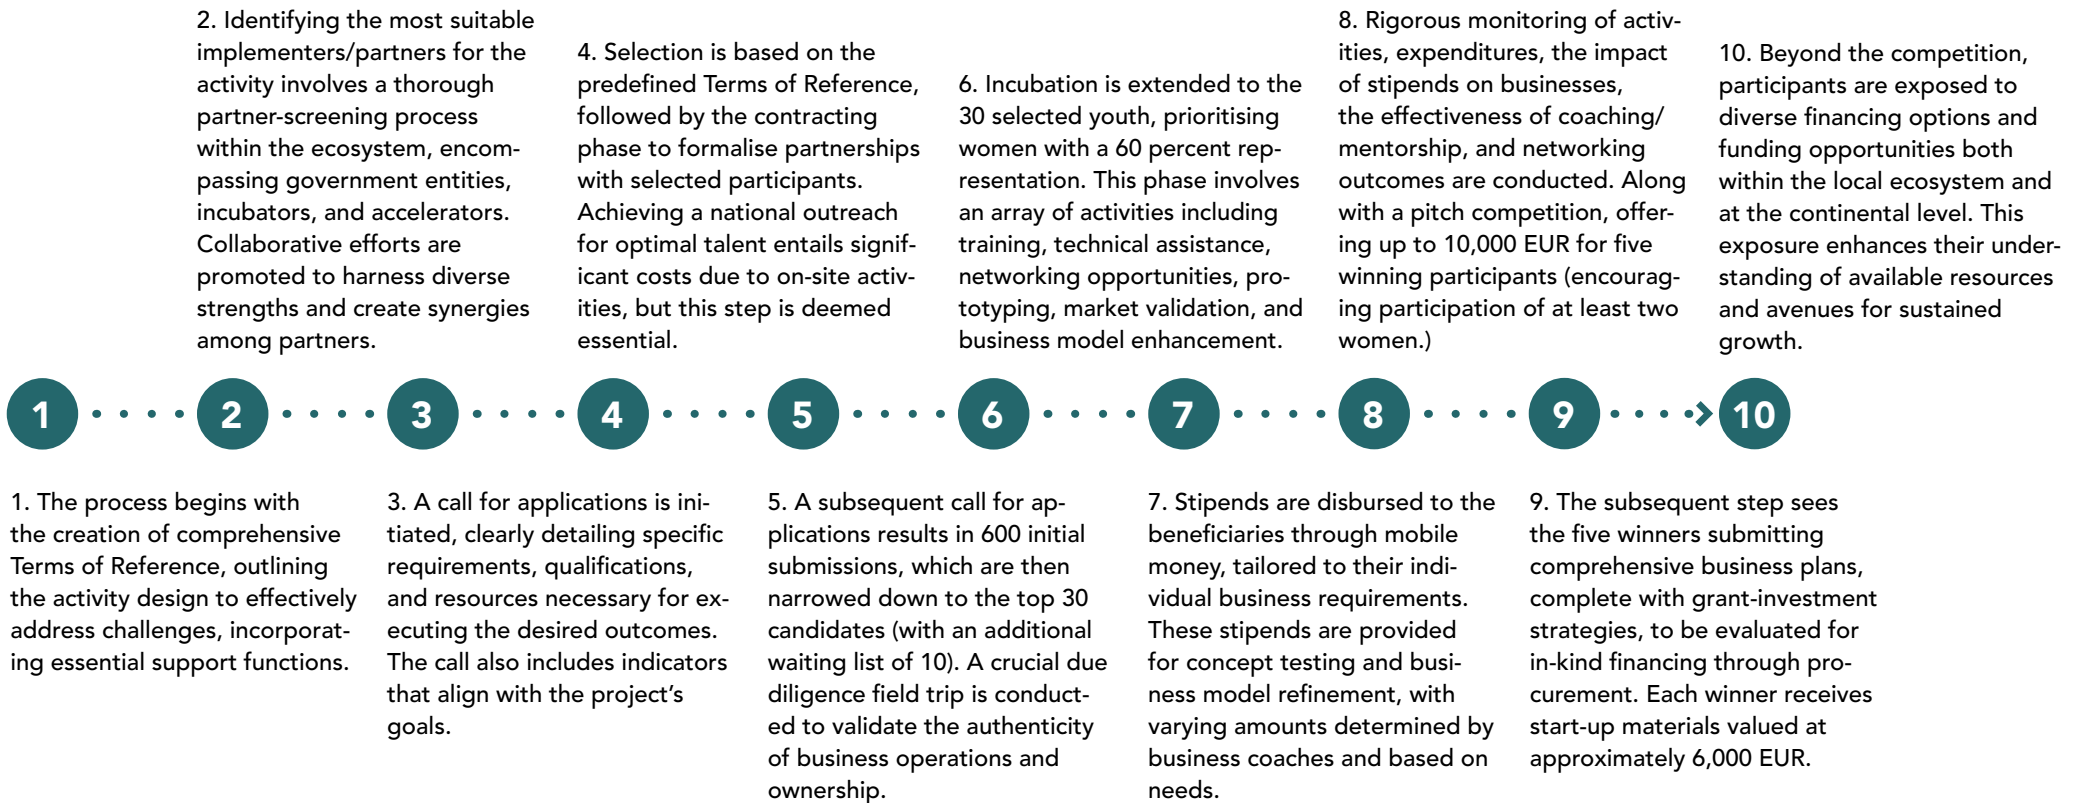 2. Identifying the most suitable
implementers/partners for the
activity involves a thorough
partner-screening process
within the ecosystem, encom-
passing government entities,
incubators, and accelerators.
Collaborative efforts are
promoted to harness diverse
strengths and create synergies
among partners.
4. Selection is based on the
predefined Terms of Reference,
followed by the contracting
phase to formalise partnerships
with selected participants.
Achieving a national outreach
for optimal talent entails signif-
icant costs due to on-site activ-
ities, but this step is deemed
essential.
6. Incubation is extended to the
30 selected youth, prioritising
women with a 60 percent rep-
resentation. This phase involves
an array of activities including
training, technical assistance,
networking opportunities, pro-
totyping, market validation, and
business model enhancement.
8. Rigorous monitoring of activ-
ities, expenditures, the impact
of stipends on businesses,
the effectiveness of coaching/
mentorship, and networking
outcomes are conducted. Along
with a pitch competition, offer-
ing up to 10,000 EUR for five
winning participants (encourag-
ing participation of at least two
women.)
10. Beyond the competition,
participants are exposed to
diverse financing options and
funding opportunities both
within the local ecosystem and
at the continental level. This
exposure enhances their under-
standing of available resources
and avenues for sustained
growth.
1 2 3 4 5 6 7 8 9 10
1. The process begins with
the creation of comprehensive
Terms of Reference, outlining
the activity design to effectively
address challenges, incorporat-
ing essential support functions.
3. A call for applications is ini-
tiated, clearly detailing specific
requirements, qualifications,
and resources necessary for ex-
ecuting the desired outcomes.
The call also includes indicators
that align with the project's
goals.
5. A subsequent call for ap-
plications results in 600 initial
submissions, which are then
narrowed down to the top 30
candidates (with an additional
waiting list of 10). A crucial due
diligence field trip is conduct-
ed to validate the authenticity
of business operations and
ownership.
7. Stipends are disbursed to the
beneficiaries through mobile
money, tailored to their indi-
vidual business requirements.
These stipends are provided
for concept testing and busi-
ness model refinement, with
varying amounts determined by
business coaches and based on
needs.
9. The subsequent step sees
the five winners submitting
comprehensive business plans,
complete with grant-investment
strategies, to be evaluated for
in-kind financing through pro-
curement. Each winner receives
start-up materials valued at
approximately 6,000 EUR.